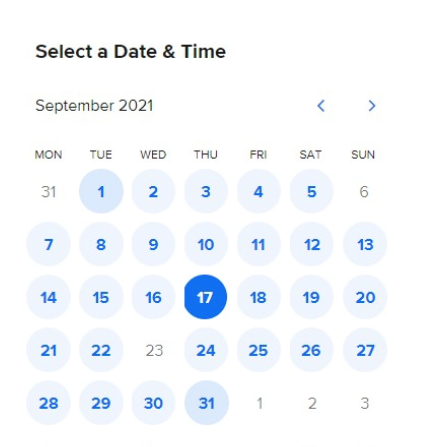 Select a Date & Time
September 2021
MON TUE WED THU FRI SAT SUN
31 1 2 3 4 5 6
7 8 9 10 11 12 13
14 15 16 17 18 19 20
21 22 23 24 25 26 27
28 29 30 31 1 2 3